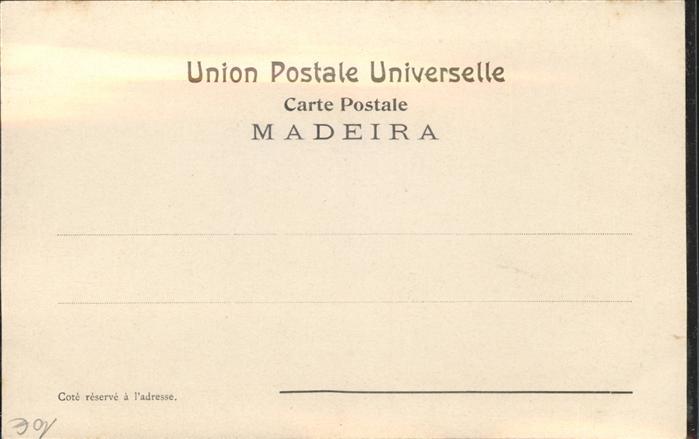 Union Postale Universelle
Carte Postale
MADEIRA
Coté réservé à l'adresse.